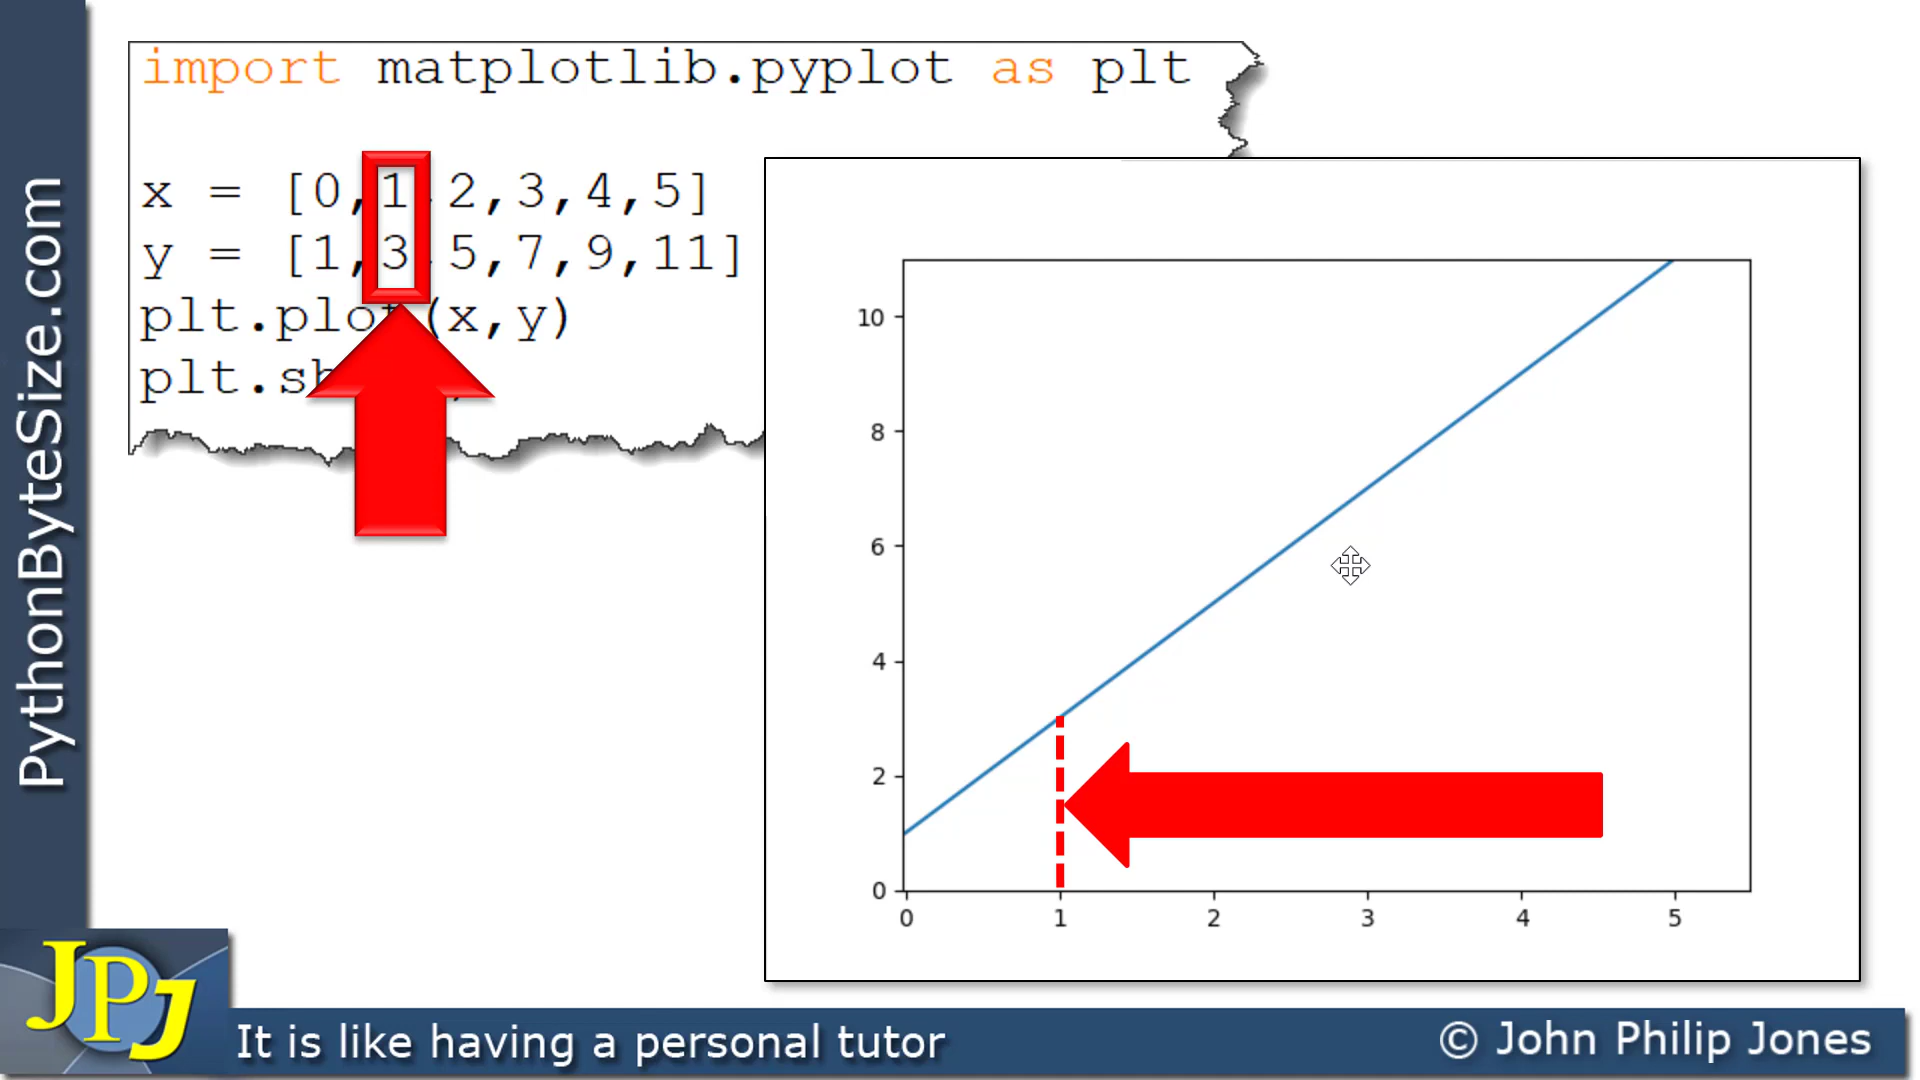 PythonByteSize.com
import matplotlib.pyplot as plt
x = [0,1,2,3,4,5]
y = [1,3,5,7,9,11]
plt.plot(x,y)
10
8
6
4
2
0
0 1 2 3 4 5
JPJ
It is like having a personal tutor
© John Philip Jones